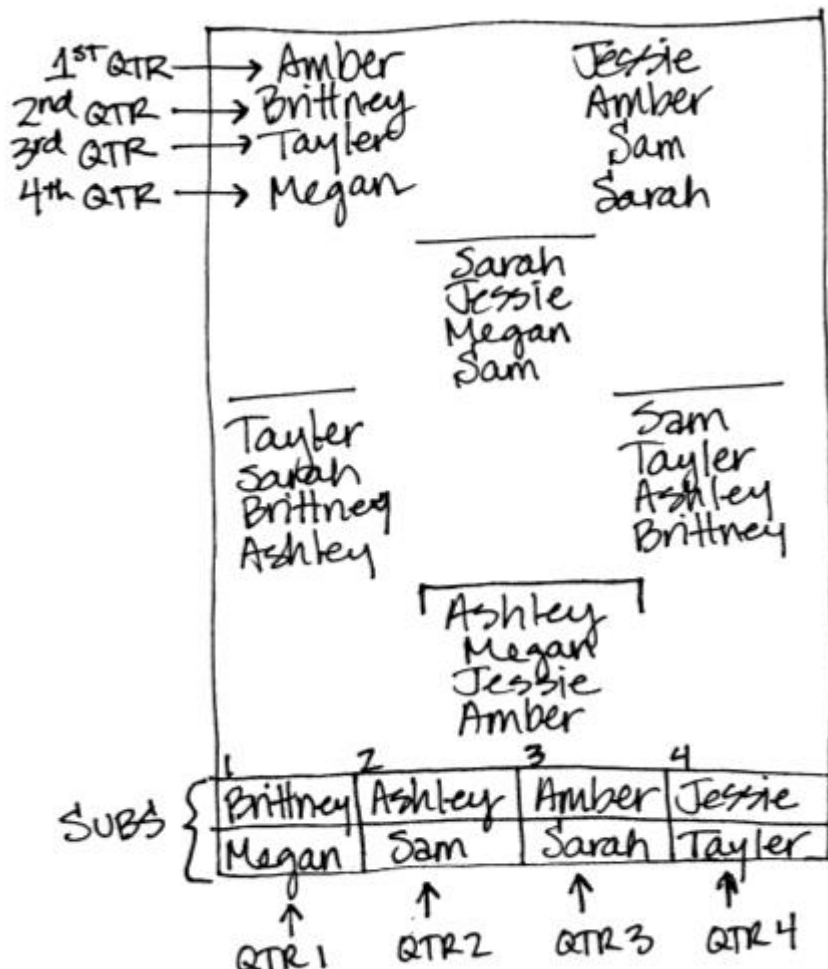 1ST QTR → Amber Jessie
2nd QTR → Brittney Amber
3rd QTR → Tayler Sam
4th QTR → Megan Sarah
Sarah
Jessie
Megan
Sam
Tayler
Sarah
Brittney
Ashley
Sam
Tayler
Ashley
Brittney
Ashley
Megan
Jessie
Amber
1 2 3 4
SUBS
Brittney Ashley Amber Jessie
Megan Sam Sarah Tayler
QTR 1 QTR 2 QTR 3 QTR 4